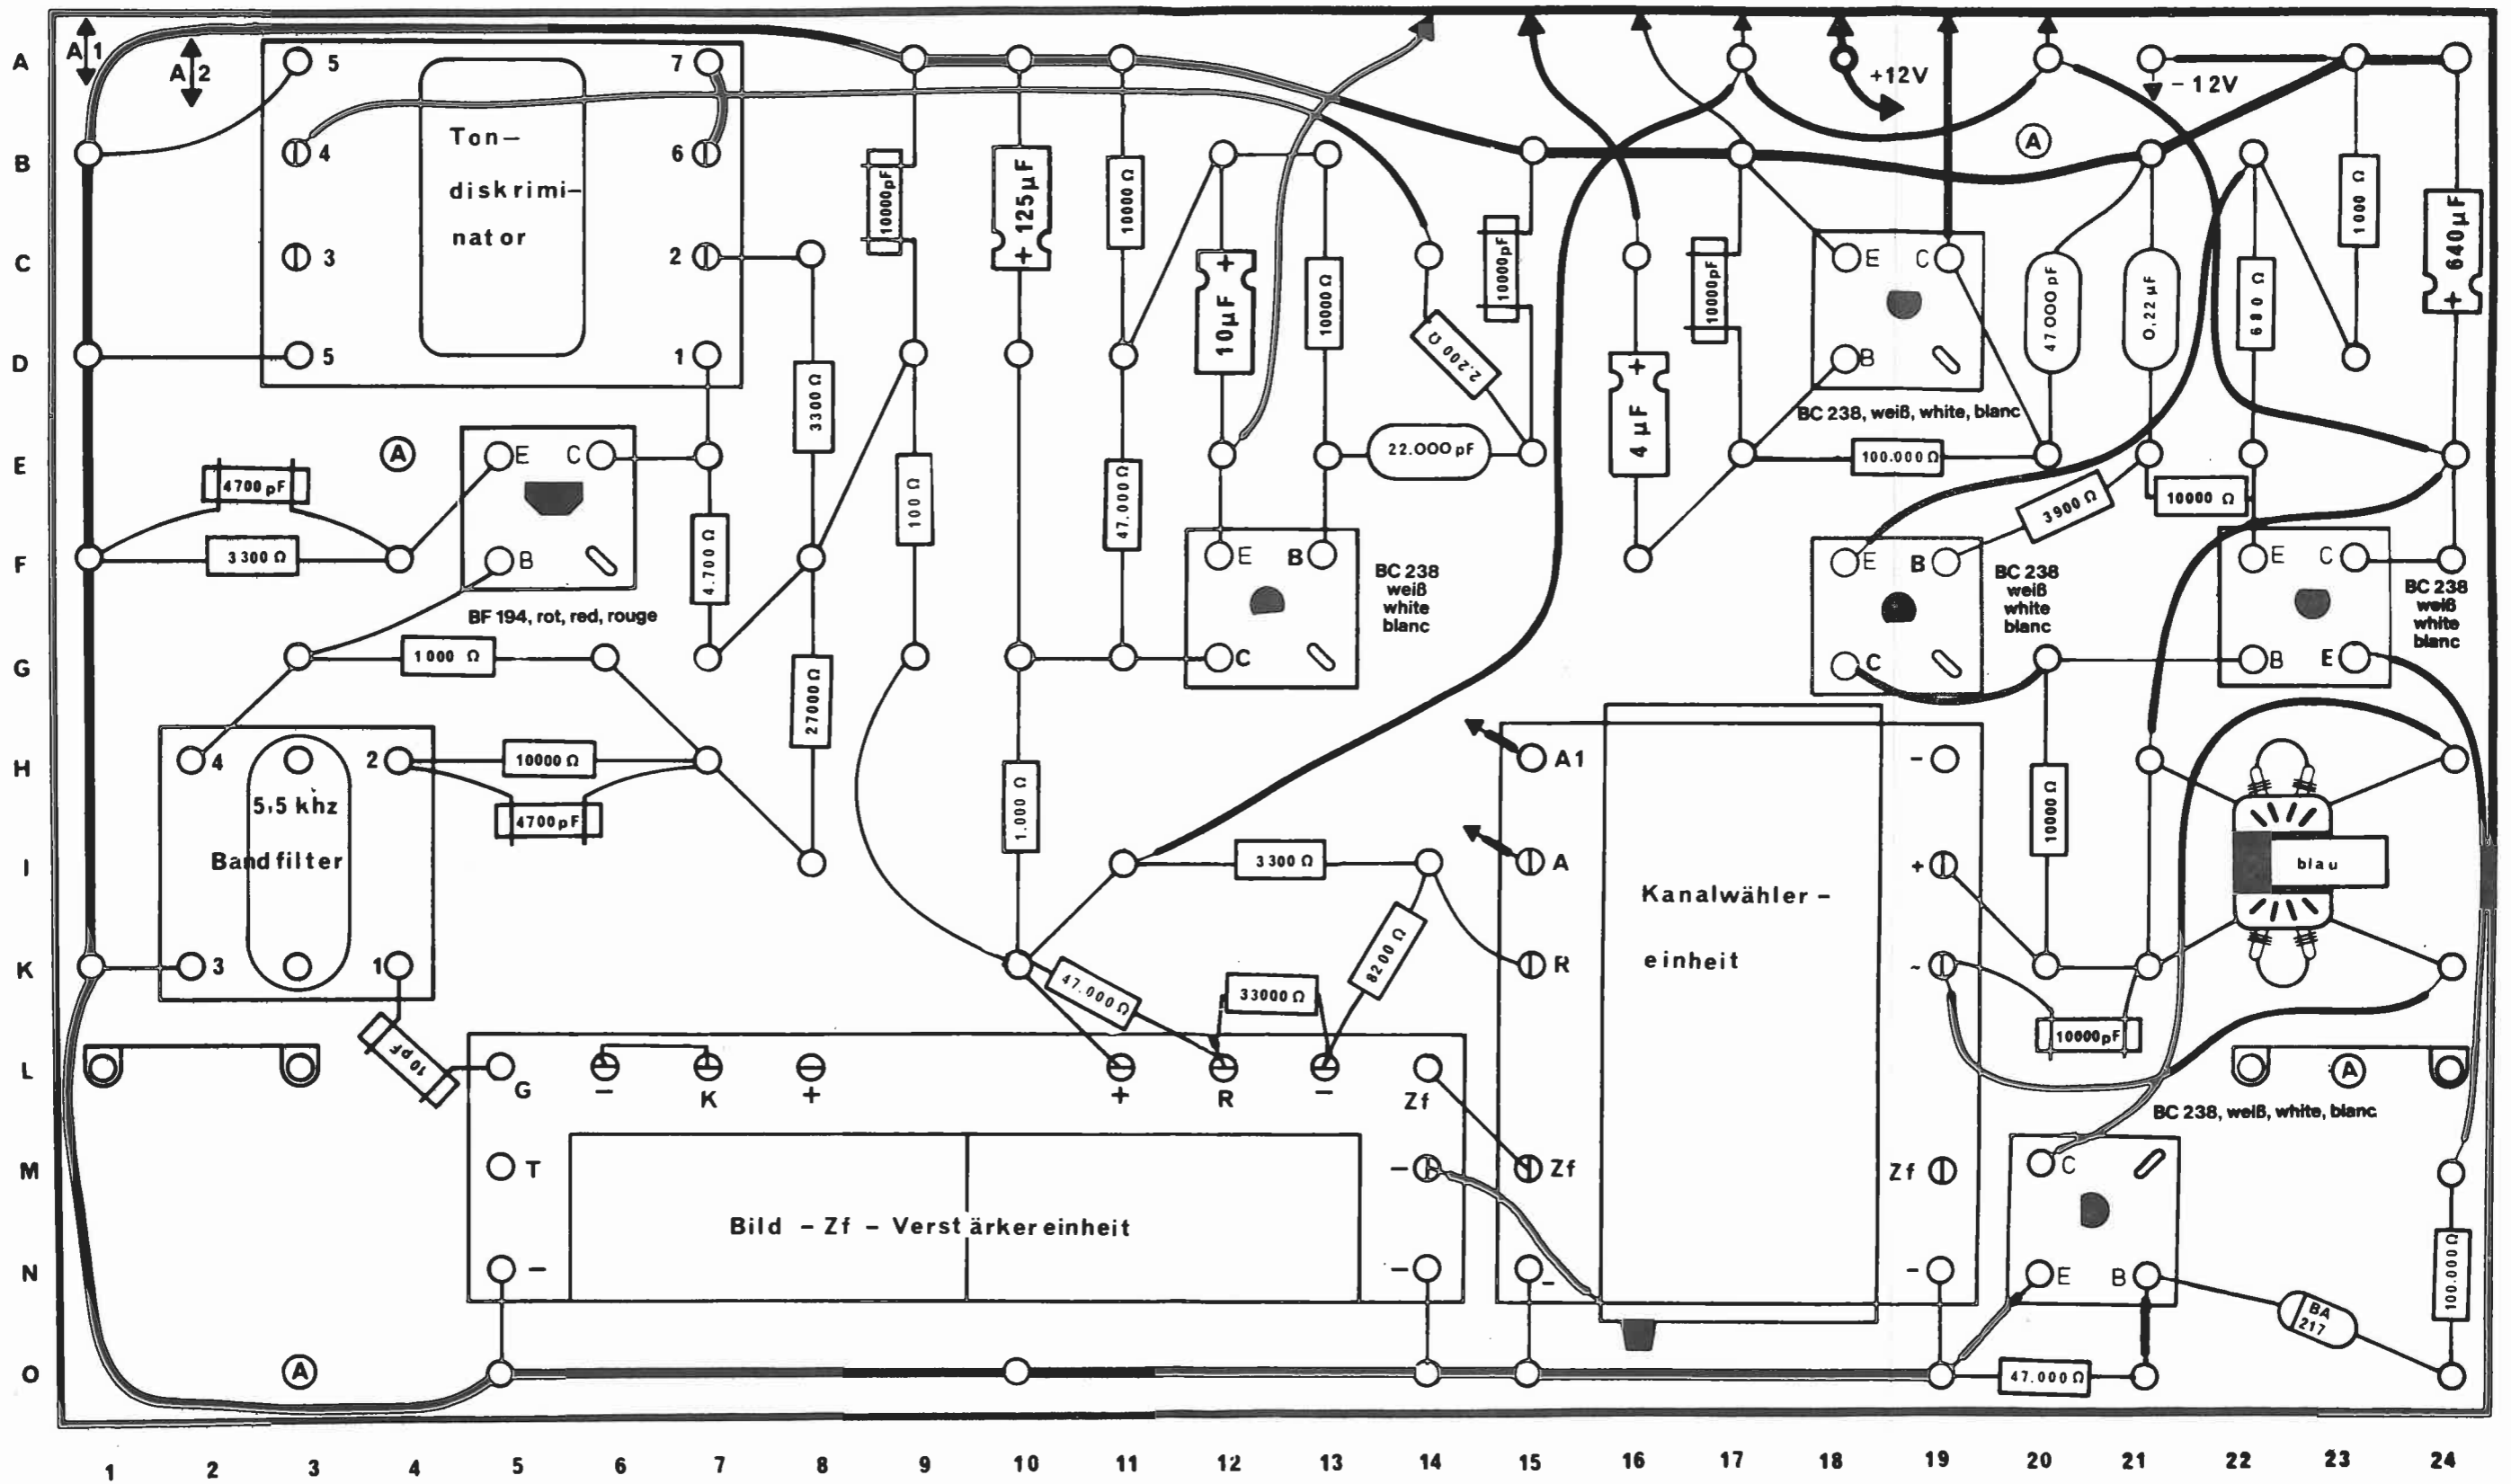 A
B
C
D
E
F
G
H
I
K
L
M
N
O
A 1
A 2
5
7
4
6
3
2
5
1
Ton–
diskrimi–
nator
+12V
– 12V
A
10000pF
+ 125µF
10000 Ω
+
10µF
10000 Ω
2.200 Ω
10000pF
+
4 µF
10000pF
E
C
B
BC 238, weiß, white, blanc
47000 pF
0,22 µF
680 Ω
1000 Ω
+ 640µF
4700 pF
A
E
C
B
BF 194, rot, red, rouge
3300 Ω
3300 Ω
4.700 Ω
100 Ω
47.000 Ω
22.000 pF
100.000 Ω
3900 Ω
10000 Ω
E
B
C
BC 238
weiß
white
blanc
E
B
C
BC 238
weiß
white
blanc
E
C
B
E
BC 238
weiß
white
blanc
1000 Ω
27000 Ω
4
2
3
1
5,5 khz
Bandfilter
10000 Ω
4700pF
1.000 Ω
3300 Ω
47.000 Ω
33000 Ω
8200 Ω
A1
A
R
Zf
–
–
+
~
Zf
–
Kanalwähler –
einheit
10000 Ω
blau
10000pF
A
BC 238, weiß, white, blanc
10 pF
G
–
K
+
+
R
–
Zf
T
–
–
–
Bild – Zf – Verstärkereinheit
C
E
B
BA
217
100.000 Ω
47.000 Ω
A
1 2 3 4 5 6 7 8 9 10 11 12 13 14 15 16 17 18 19 20 21 22 23 24